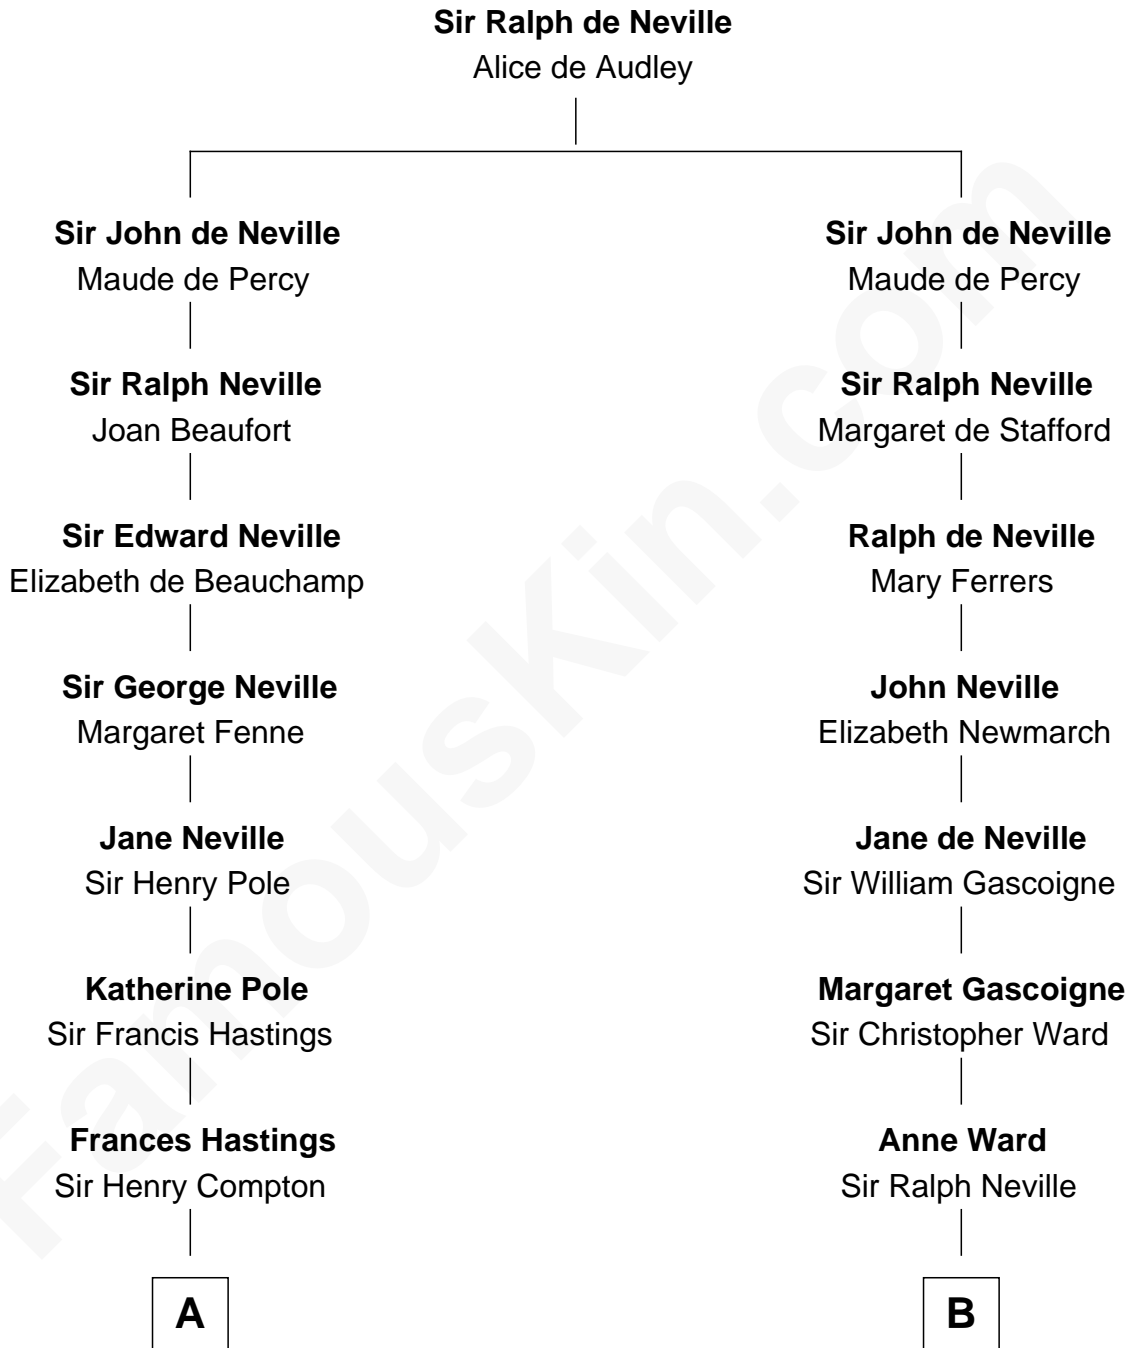 Sir Ralph de Neville
Alice de Audley
Sir John de Neville
Maude de Percy
Sir Ralph Neville
Joan Beaufort
Sir Edward Neville
Elizabeth de Beauchamp
Sir George Neville
Margaret Fenne
Jane Neville
Sir Henry Pole
Katherine Pole
Sir Francis Hastings
Frances Hastings
Sir Henry Compton
A
Sir John de Neville
Maude de Percy
Sir Ralph Neville
Margaret de Stafford
Ralph de Neville
Mary Ferrers
John Neville
Elizabeth Newmarch
Jane de Neville
Sir William Gascoigne
Margaret Gascoigne
Sir Christopher Ward
Anne Ward
Sir Ralph Neville
B
FamousKin.com